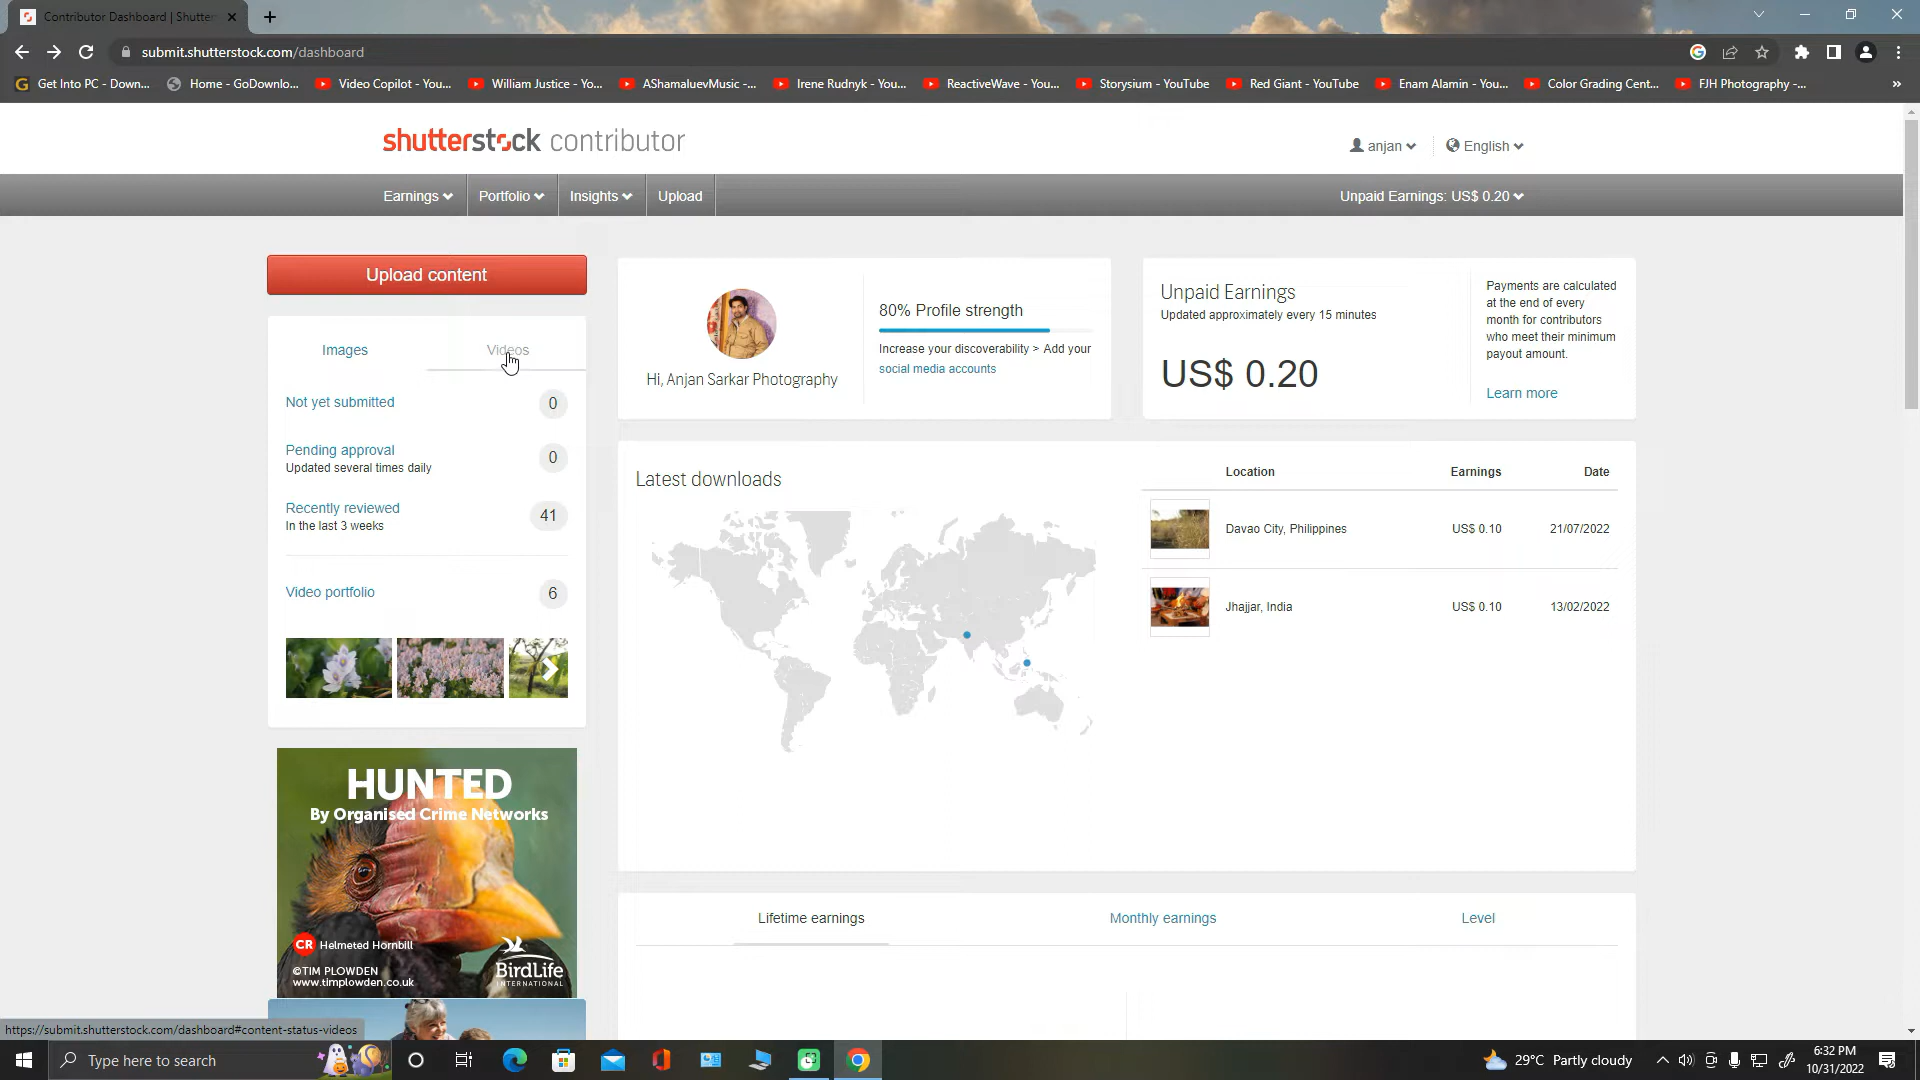 Contributor Dashboard | Shutter
submit.shutterstock.com/dashboard
Get Into PC - Down...
Home - GoDownlo...
Video Copilot - You...
William Justice - Yo...
AShamaluevMusic -...
Irene Rudnyk - You...
ReactiveWave - You...
Storysium - YouTube
Red Giant - YouTube
Enam Alamin - You...
Color Grading Cent...
FJH Photography -...
shutterstock contributor
anjan
English
Earnings
Portfolio
Insights
Upload
Unpaid Earnings: US$ 0.20
Upload content
Images
Videos
Not yet submitted
0
Pending approval
Updated several times daily
0
Recently reviewed
In the last 3 weeks
41
Video portfolio
6
Hi, Anjan Sarkar Photography
80% Profile strength
Increase your discoverability > Add your
social media accounts
Unpaid Earnings
Updated approximately every 15 minutes
US$ 0.20
Payments are calculated
at the end of every
month for contributors
who meet their minimum
payout amount.
Learn more
Latest downloads
Location Earnings Date
Davao City, Philippines US$ 0.10 21/07/2022
Jhajjar, India US$ 0.10 13/02/2022
HUNTED
By Organised Crime Networks
CR Helmeted Hornbill
©TIM PLOWDEN
www.timplowden.co.uk
BirdLife
INTERNATIONAL
Lifetime earnings
Monthly earnings
Level
https://submit.shutterstock.com/dashboard#content-status-videos
Type here to search
29°C Partly cloudy
6:32 PM
10/31/2022